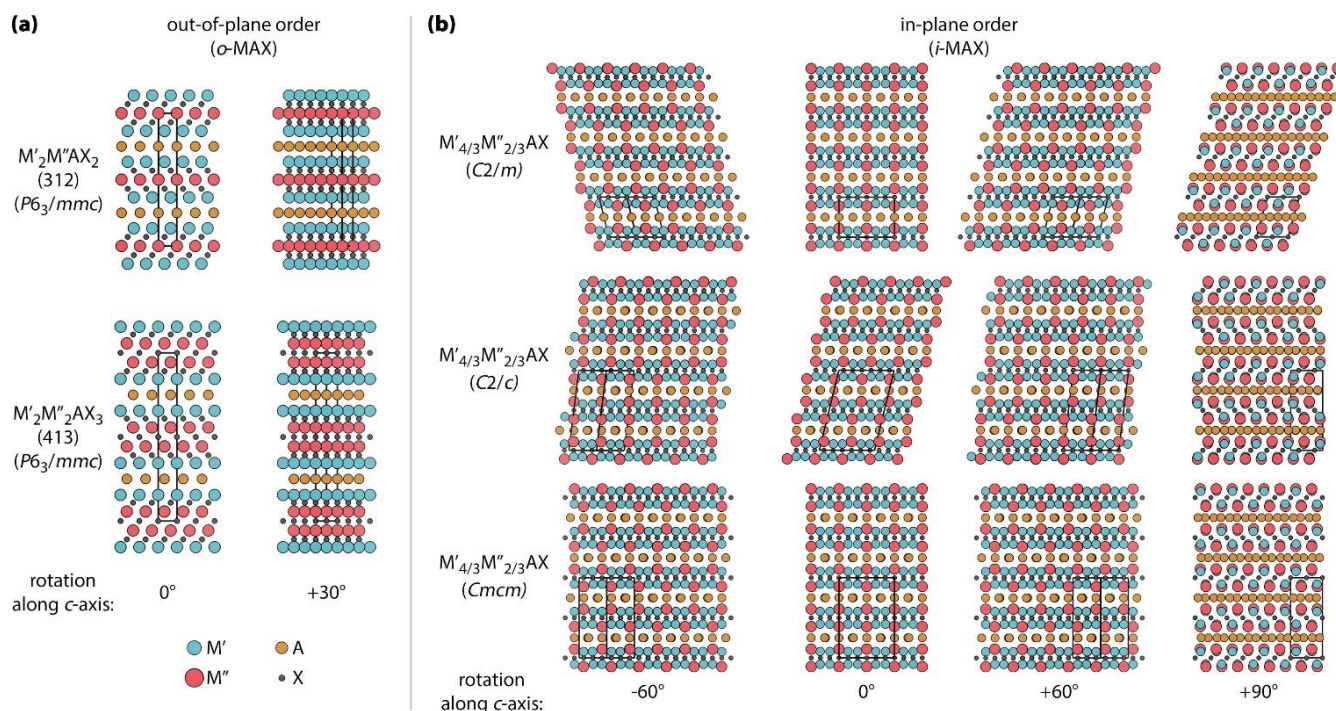 (a)
out-of-plane order
(o-MAX)
M′₂M″AX₂
(312)
(P6₃/mmc)
M′₂M″₂AX₃
(413)
(P6₃/mmc)
rotation
along c-axis:
0°
+30°
M′
A
M″
X
(b)
in-plane order
(i-MAX)
M′₄/₃M″₂/₃AX
(C2/m)
M′₄/₃M″₂/₃AX
(C2/c)
M′₄/₃M″₂/₃AX
(Cmcm)
rotation
along c-axis:
-60°
0°
+60°
+90°